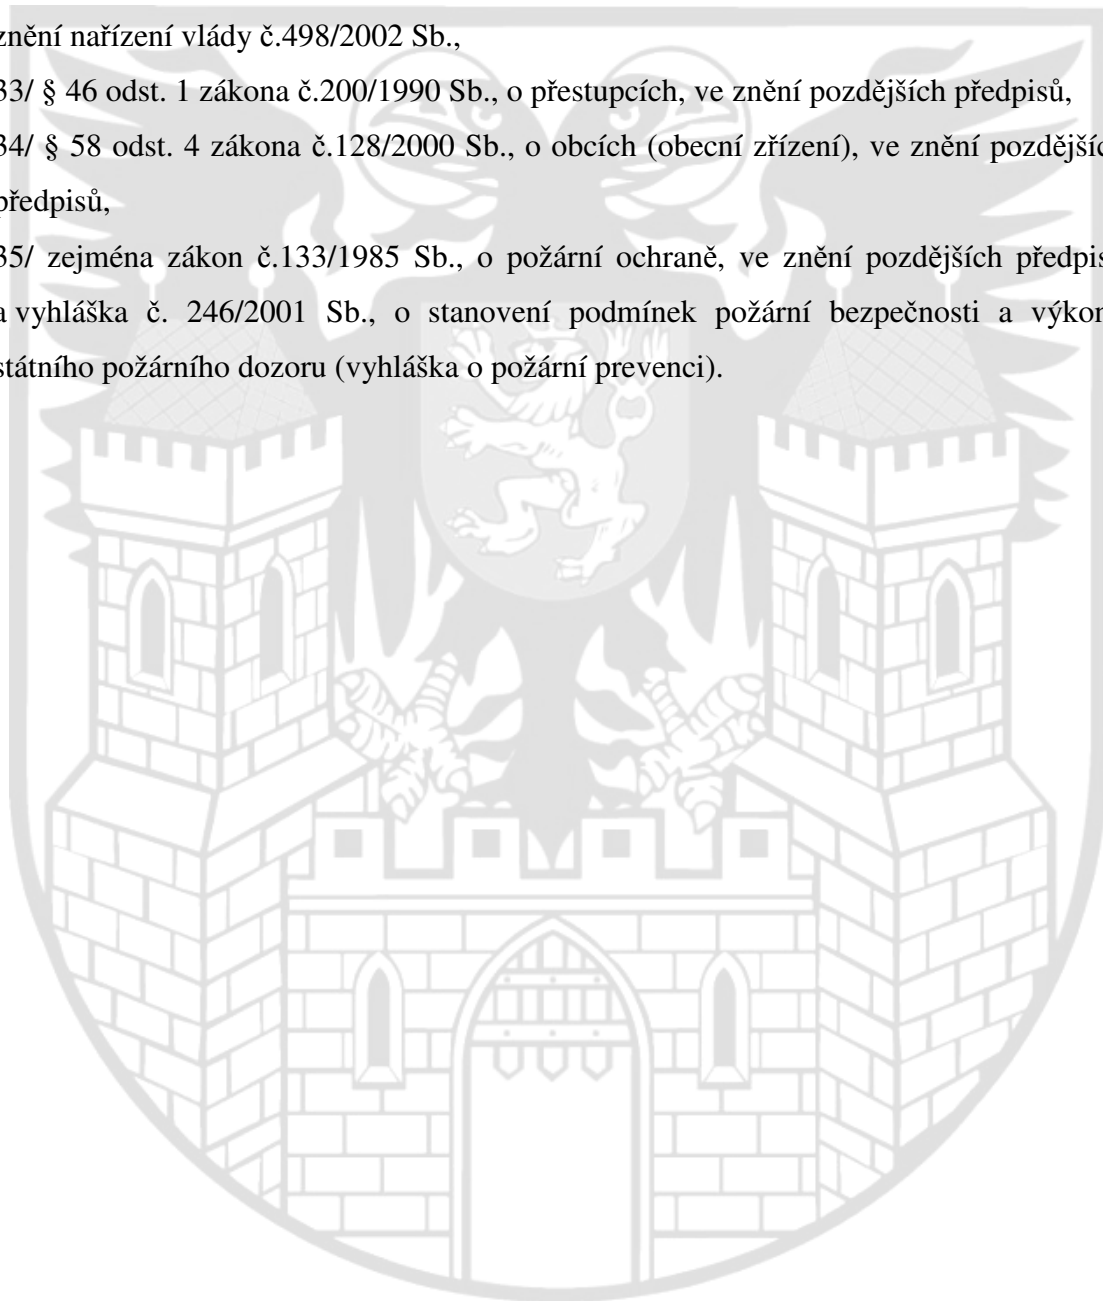 znění nařízení vlády č.498/2002 Sb.,
33/ § 46 odst. 1 zákona č.200/1990 Sb., o přestupcích, ve znění pozdějších předpisů,
34/ § 58 odst. 4 zákona č.128/2000 Sb., o obcích (obecní zřízení), ve znění pozdějšíc
předpisů,
35/ zejména zákon č.133/1985 Sb., o požární ochraně, ve znění pozdějších předpis
a vyhláška č. 246/2001 Sb., o stanovení podmínek požární bezpečnosti a výkon
státního požárního dozoru (vyhláška o požární prevenci).